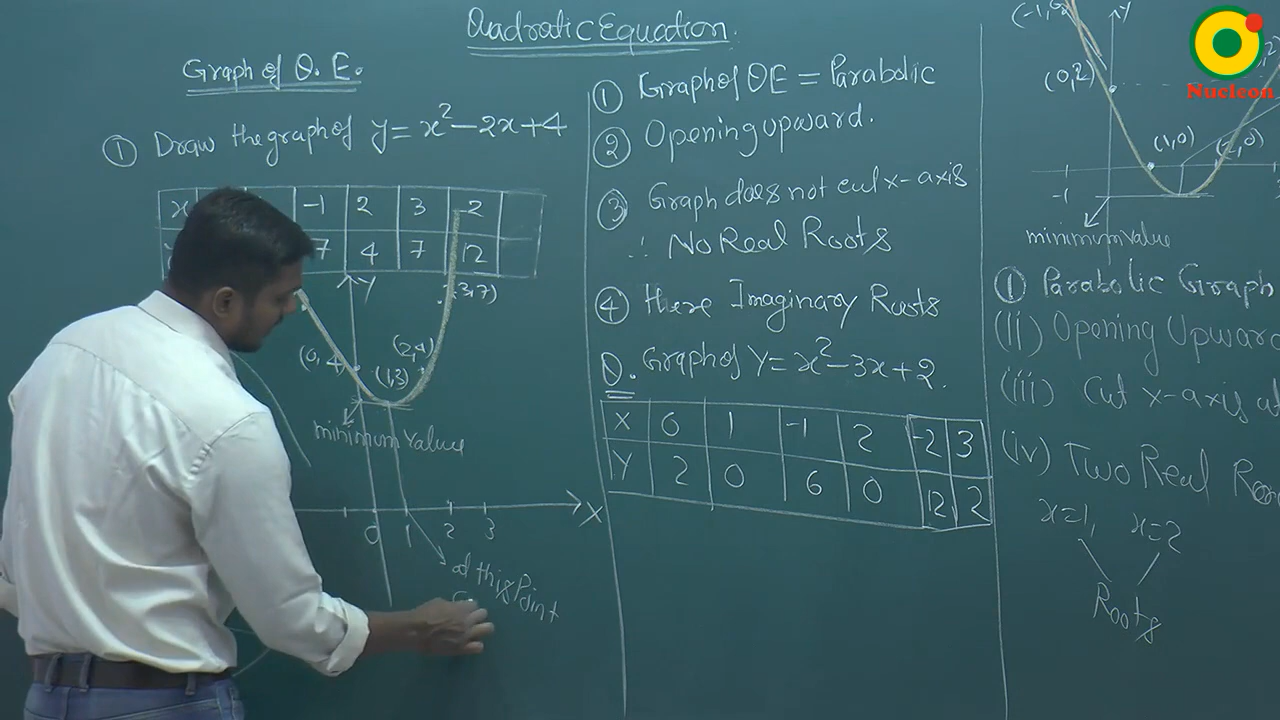 Quadratic Equation.
Graph of Q.E.
① Draw the graph of y = x² - 2x + 4
x -1 2 3 -2
7 4 7 12
Y
(3,7)
(0,4)
(2,4)
(1,3)
minimum value
0 1 2 3 X
at this Point
① Graph of QE = Parabolic
② Opening upward.
③ Graph does not cut x-axis
∴ No Real Roots
④ there Imaginary Roots
Q. Graph of Y = x² - 3x + 2.
X 0 1 -1 2 -2 3
Y 2 0 6 0 12 2
Y
(0,2)
(1,0)
(2,0)
-1
minimum value
① Parabolic Graph
(ii) Opening Upward
(iii) Cut x-axis
(iv) Two Real
x=1, x=2
Roots
Nucleon